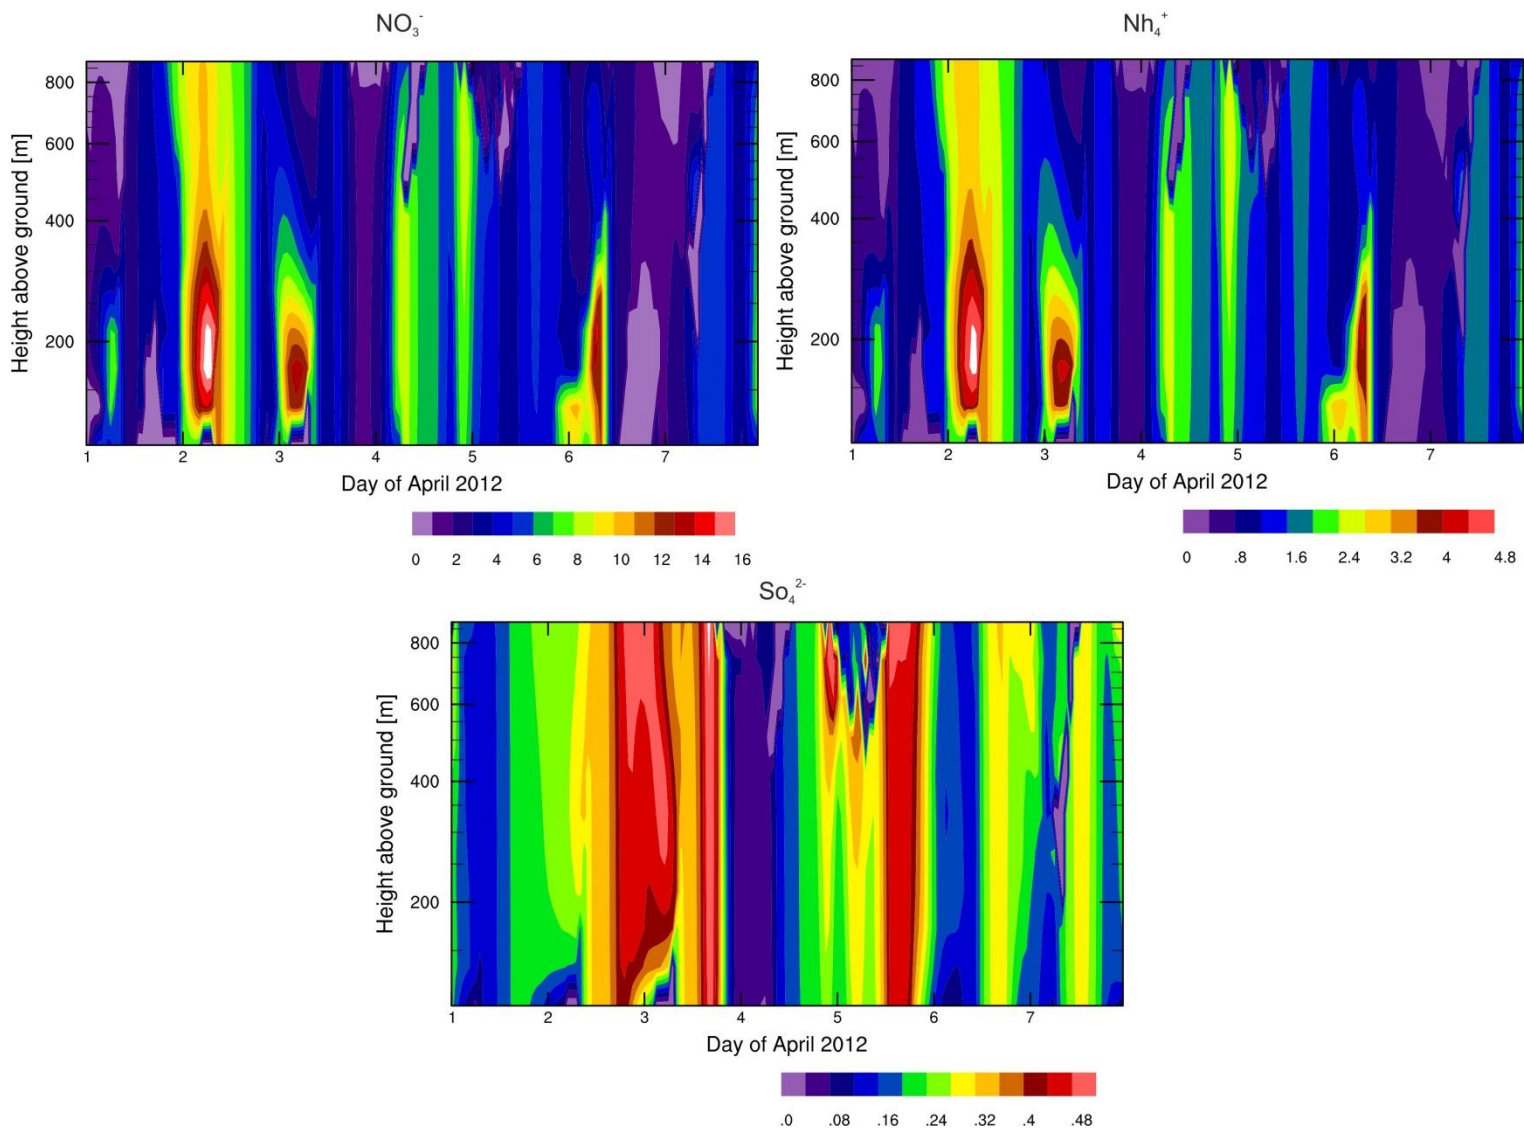 NO₃⁻
Height above ground [m]
800
600
400
200
1 2 3 4 5 6 7
Day of April 2012
0 2 4 6 8 10 12 14 16
Nh₄⁺
Height above ground [m]
800
600
400
200
1 2 3 4 5 6 7
Day of April 2012
0 .8 1.6 2.4 3.2 4 4.8
So₄²⁻
Height above ground [m]
800
600
400
200
1 2 3 4 5 6 7
Day of April 2012
.0 .08 .16 .24 .32 .4 .48